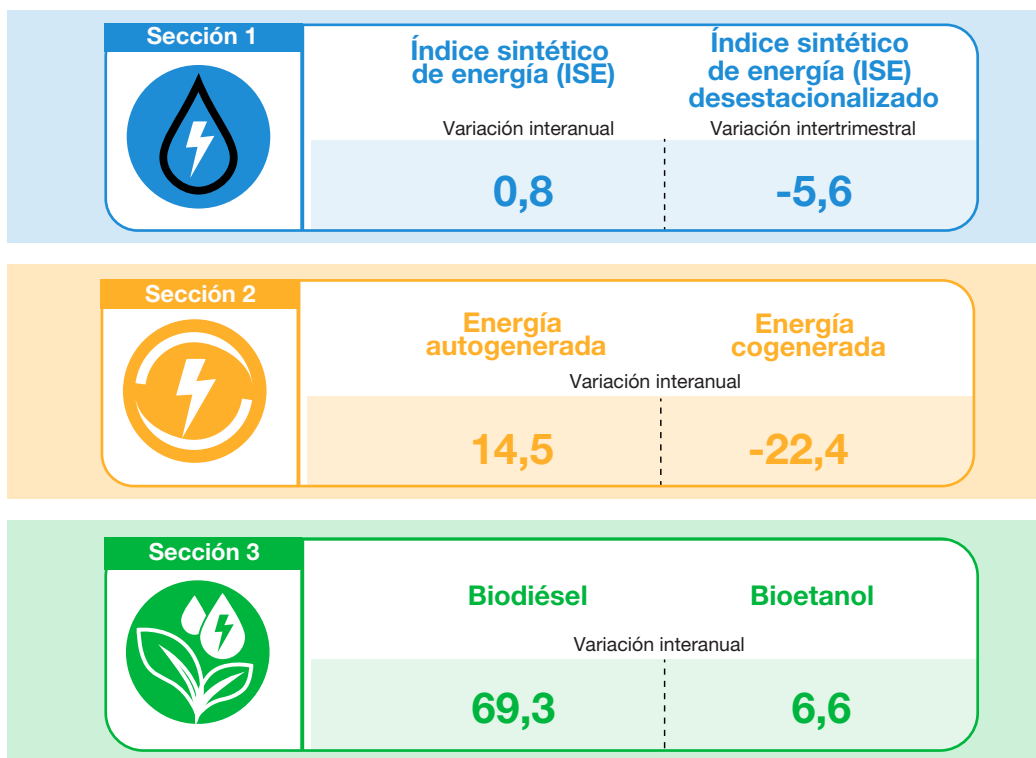 Sección 1
Índice sintético
de energía (ISE)
Variación interanual
0,8
Índice sintético
de energía (ISE)
desestacionalizado
Variación intertrimestral
-5,6
Sección 2
Energía
autogenerada
Energía
cogenerada
Variación interanual
14,5
-22,4
Sección 3
Biodiésel
Bioetanol
Variación interanual
69,3
6,6